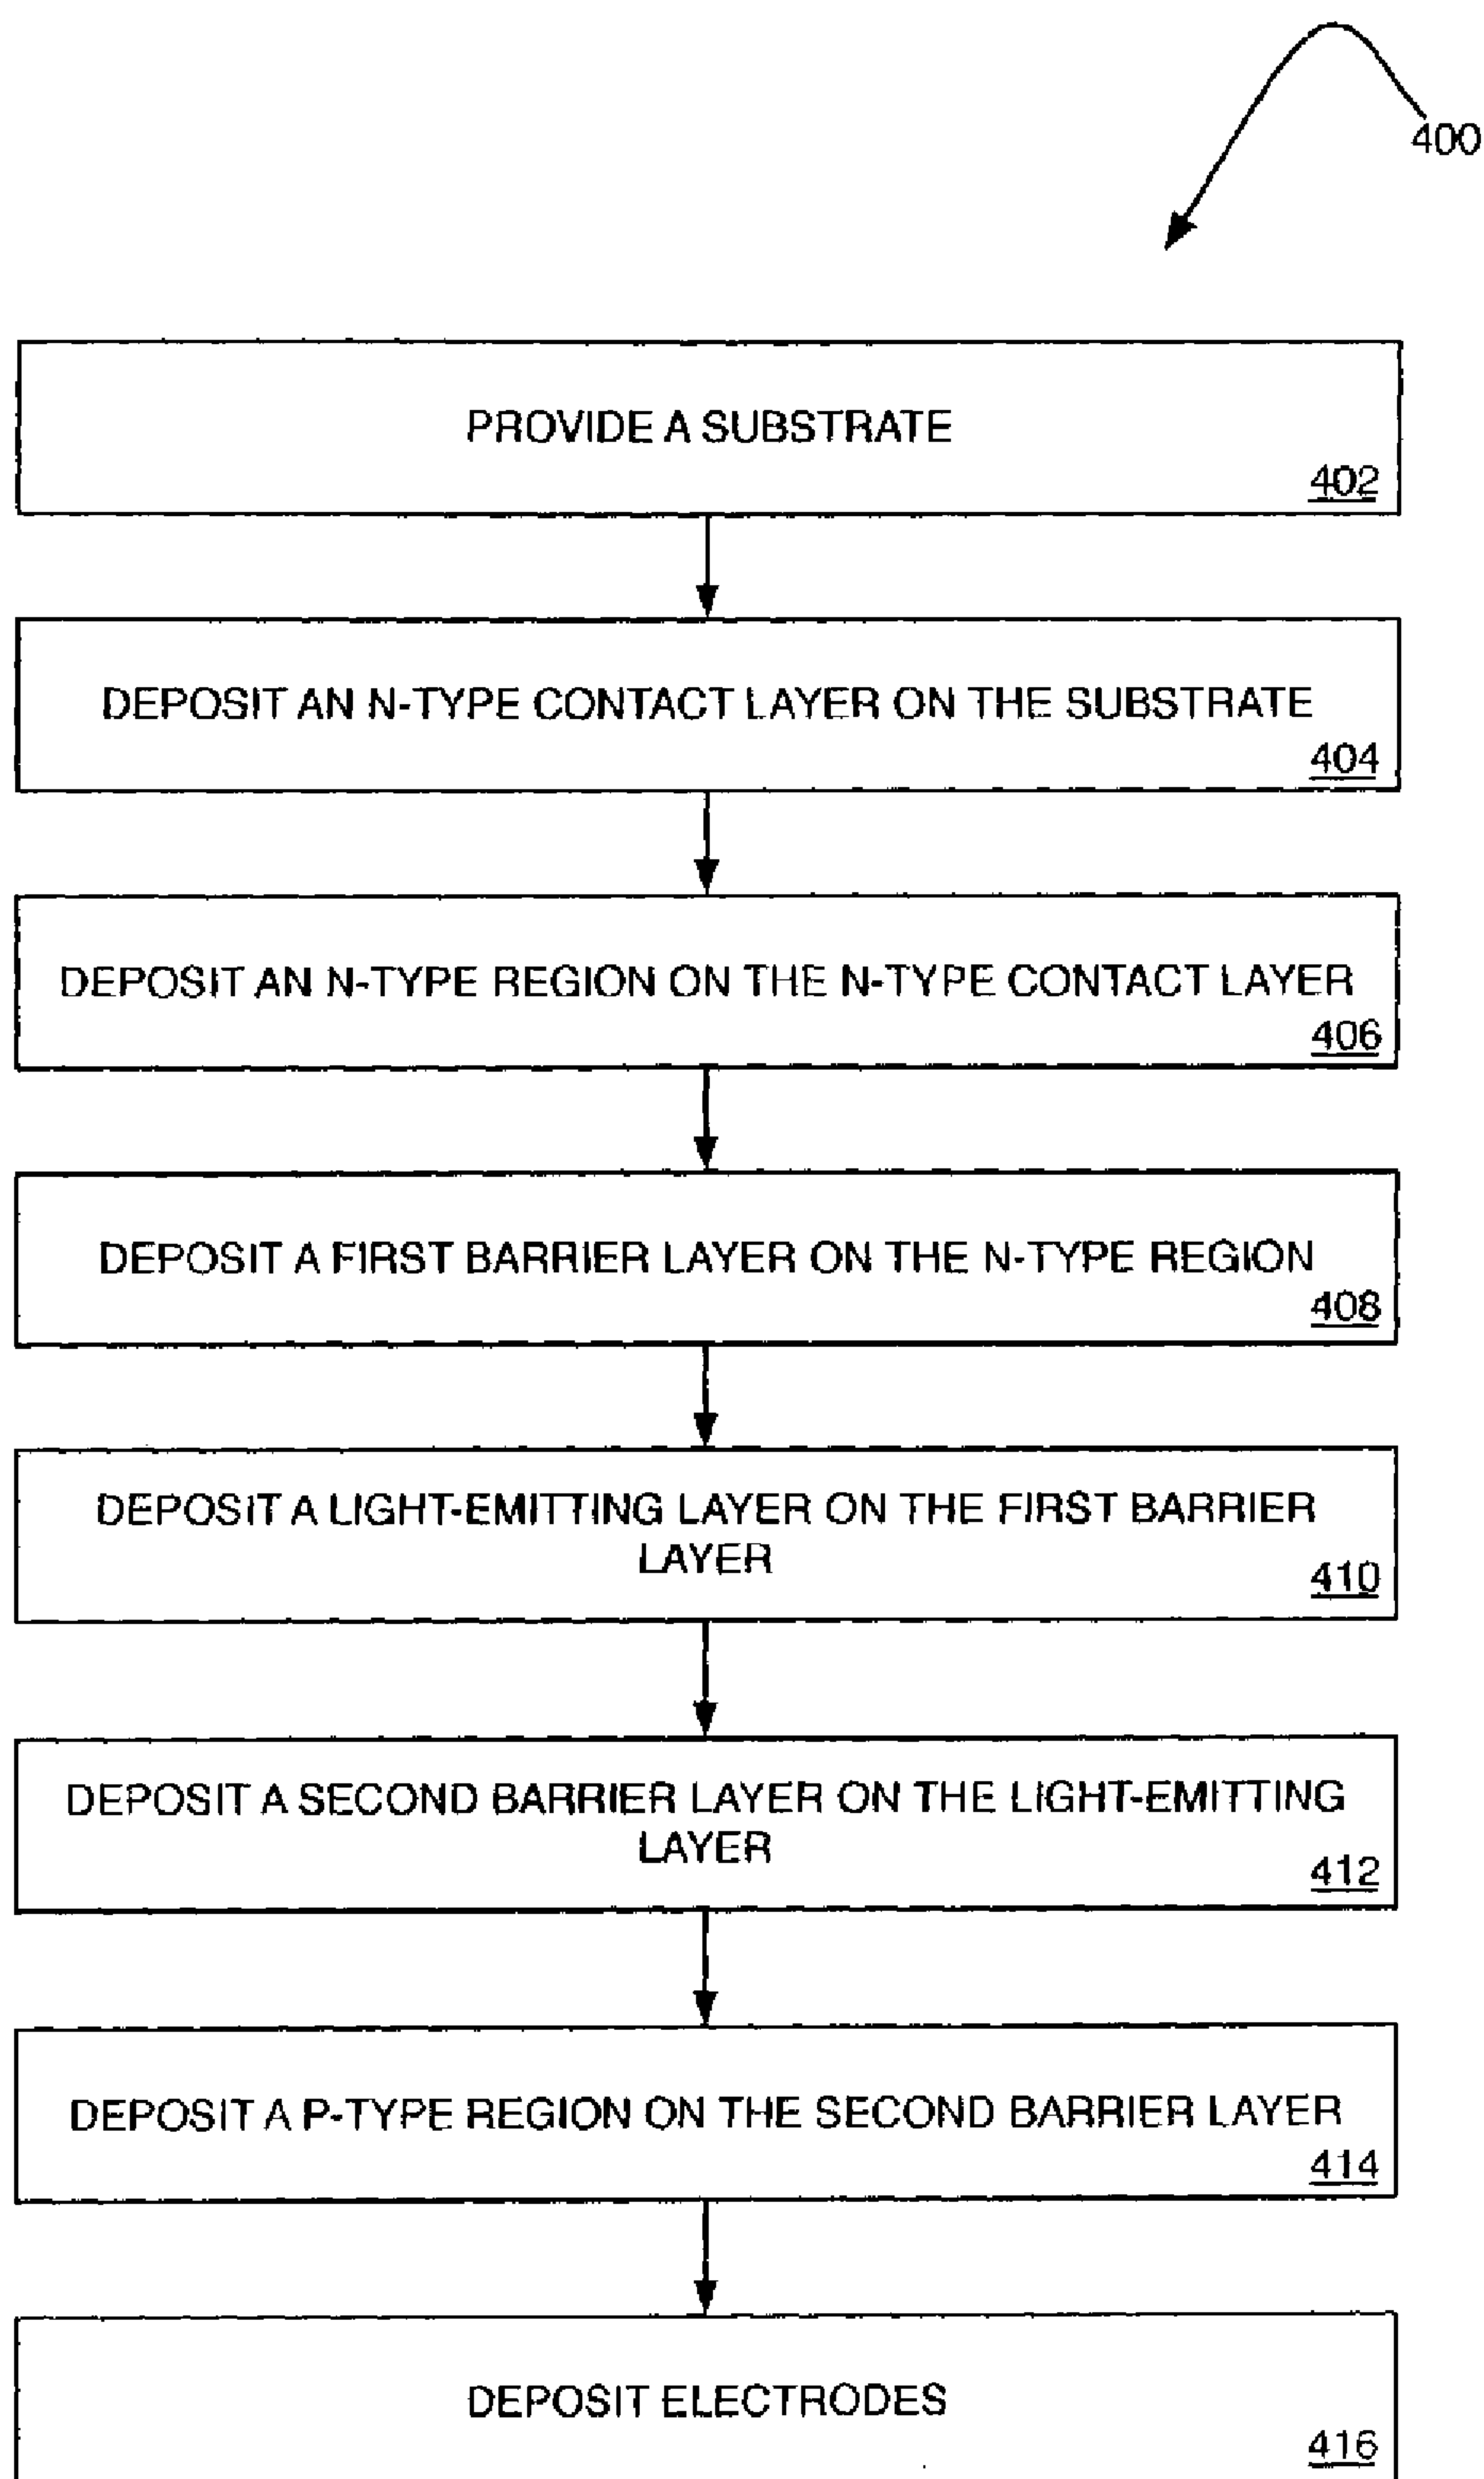 400
PROVIDE A SUBSTRATE
402
DEPOSIT AN N-TYPE CONTACT LAYER ON THE SUBSTRATE
404
DEPOSIT AN N-TYPE REGION ON THE N-TYPE CONTACT LAYER
406
DEPOSIT A FIRST BARRIER LAYER ON THE N-TYPE REGION
408
DEPOSIT A LIGHT-EMITTING LAYER ON THE FIRST BARRIER
LAYER
410
DEPOSIT A SECOND BARRIER LAYER ON THE LIGHT-EMITTING
LAYER
412
DEPOSIT A P-TYPE REGION ON THE SECOND BARRIER LAYER
414
DEPOSIT ELECTRODES
416